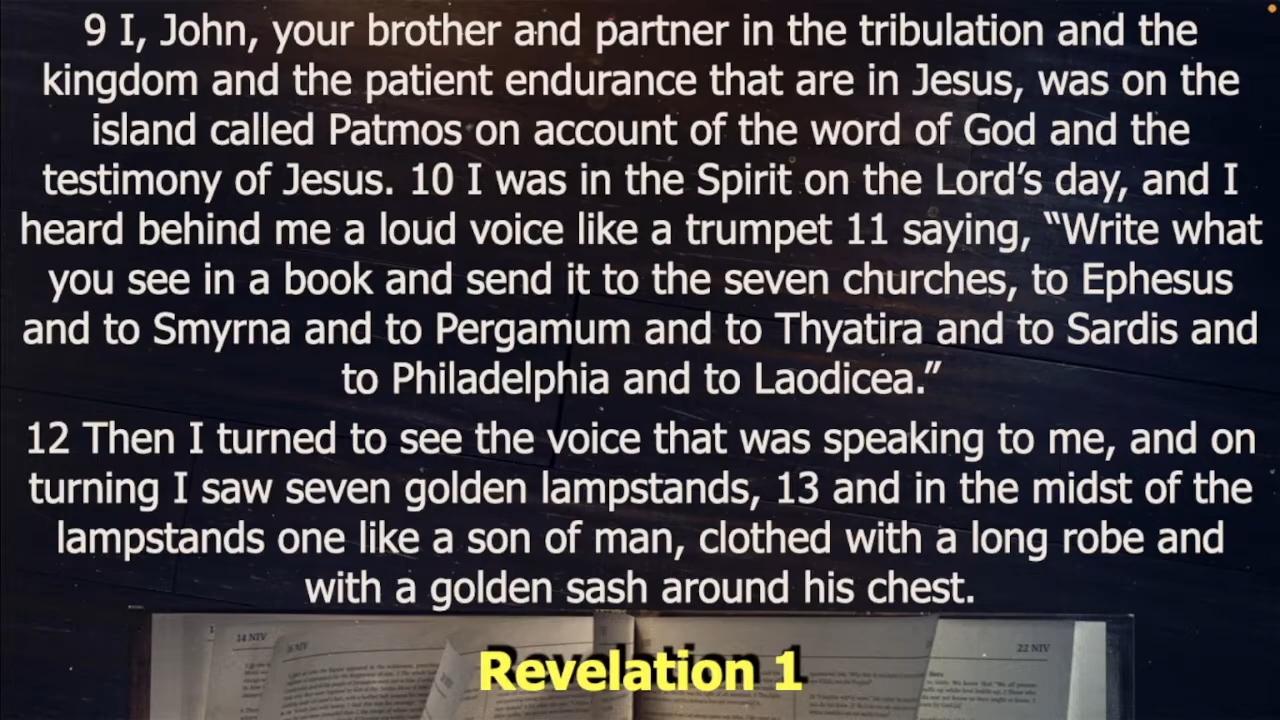 9 I, John, your brother and partner in the tribulation and the
kingdom and the patient endurance that are in Jesus, was on the
island called Patmos on account of the word of God and the
testimony of Jesus. 10 I was in the Spirit on the Lord’s day, and I
heard behind me a loud voice like a trumpet 11 saying, “Write what
you see in a book and send it to the seven churches, to Ephesus
and to Smyrna and to Pergamum and to Thyatira and to Sardis and
to Philadelphia and to Laodicea.”
12 Then I turned to see the voice that was speaking to me, and on
turning I saw seven golden lampstands, 13 and in the midst of the
lampstands one like a son of man, clothed with a long robe and
with a golden sash around his chest.
14 NIV
22 NIV
Revelation 1